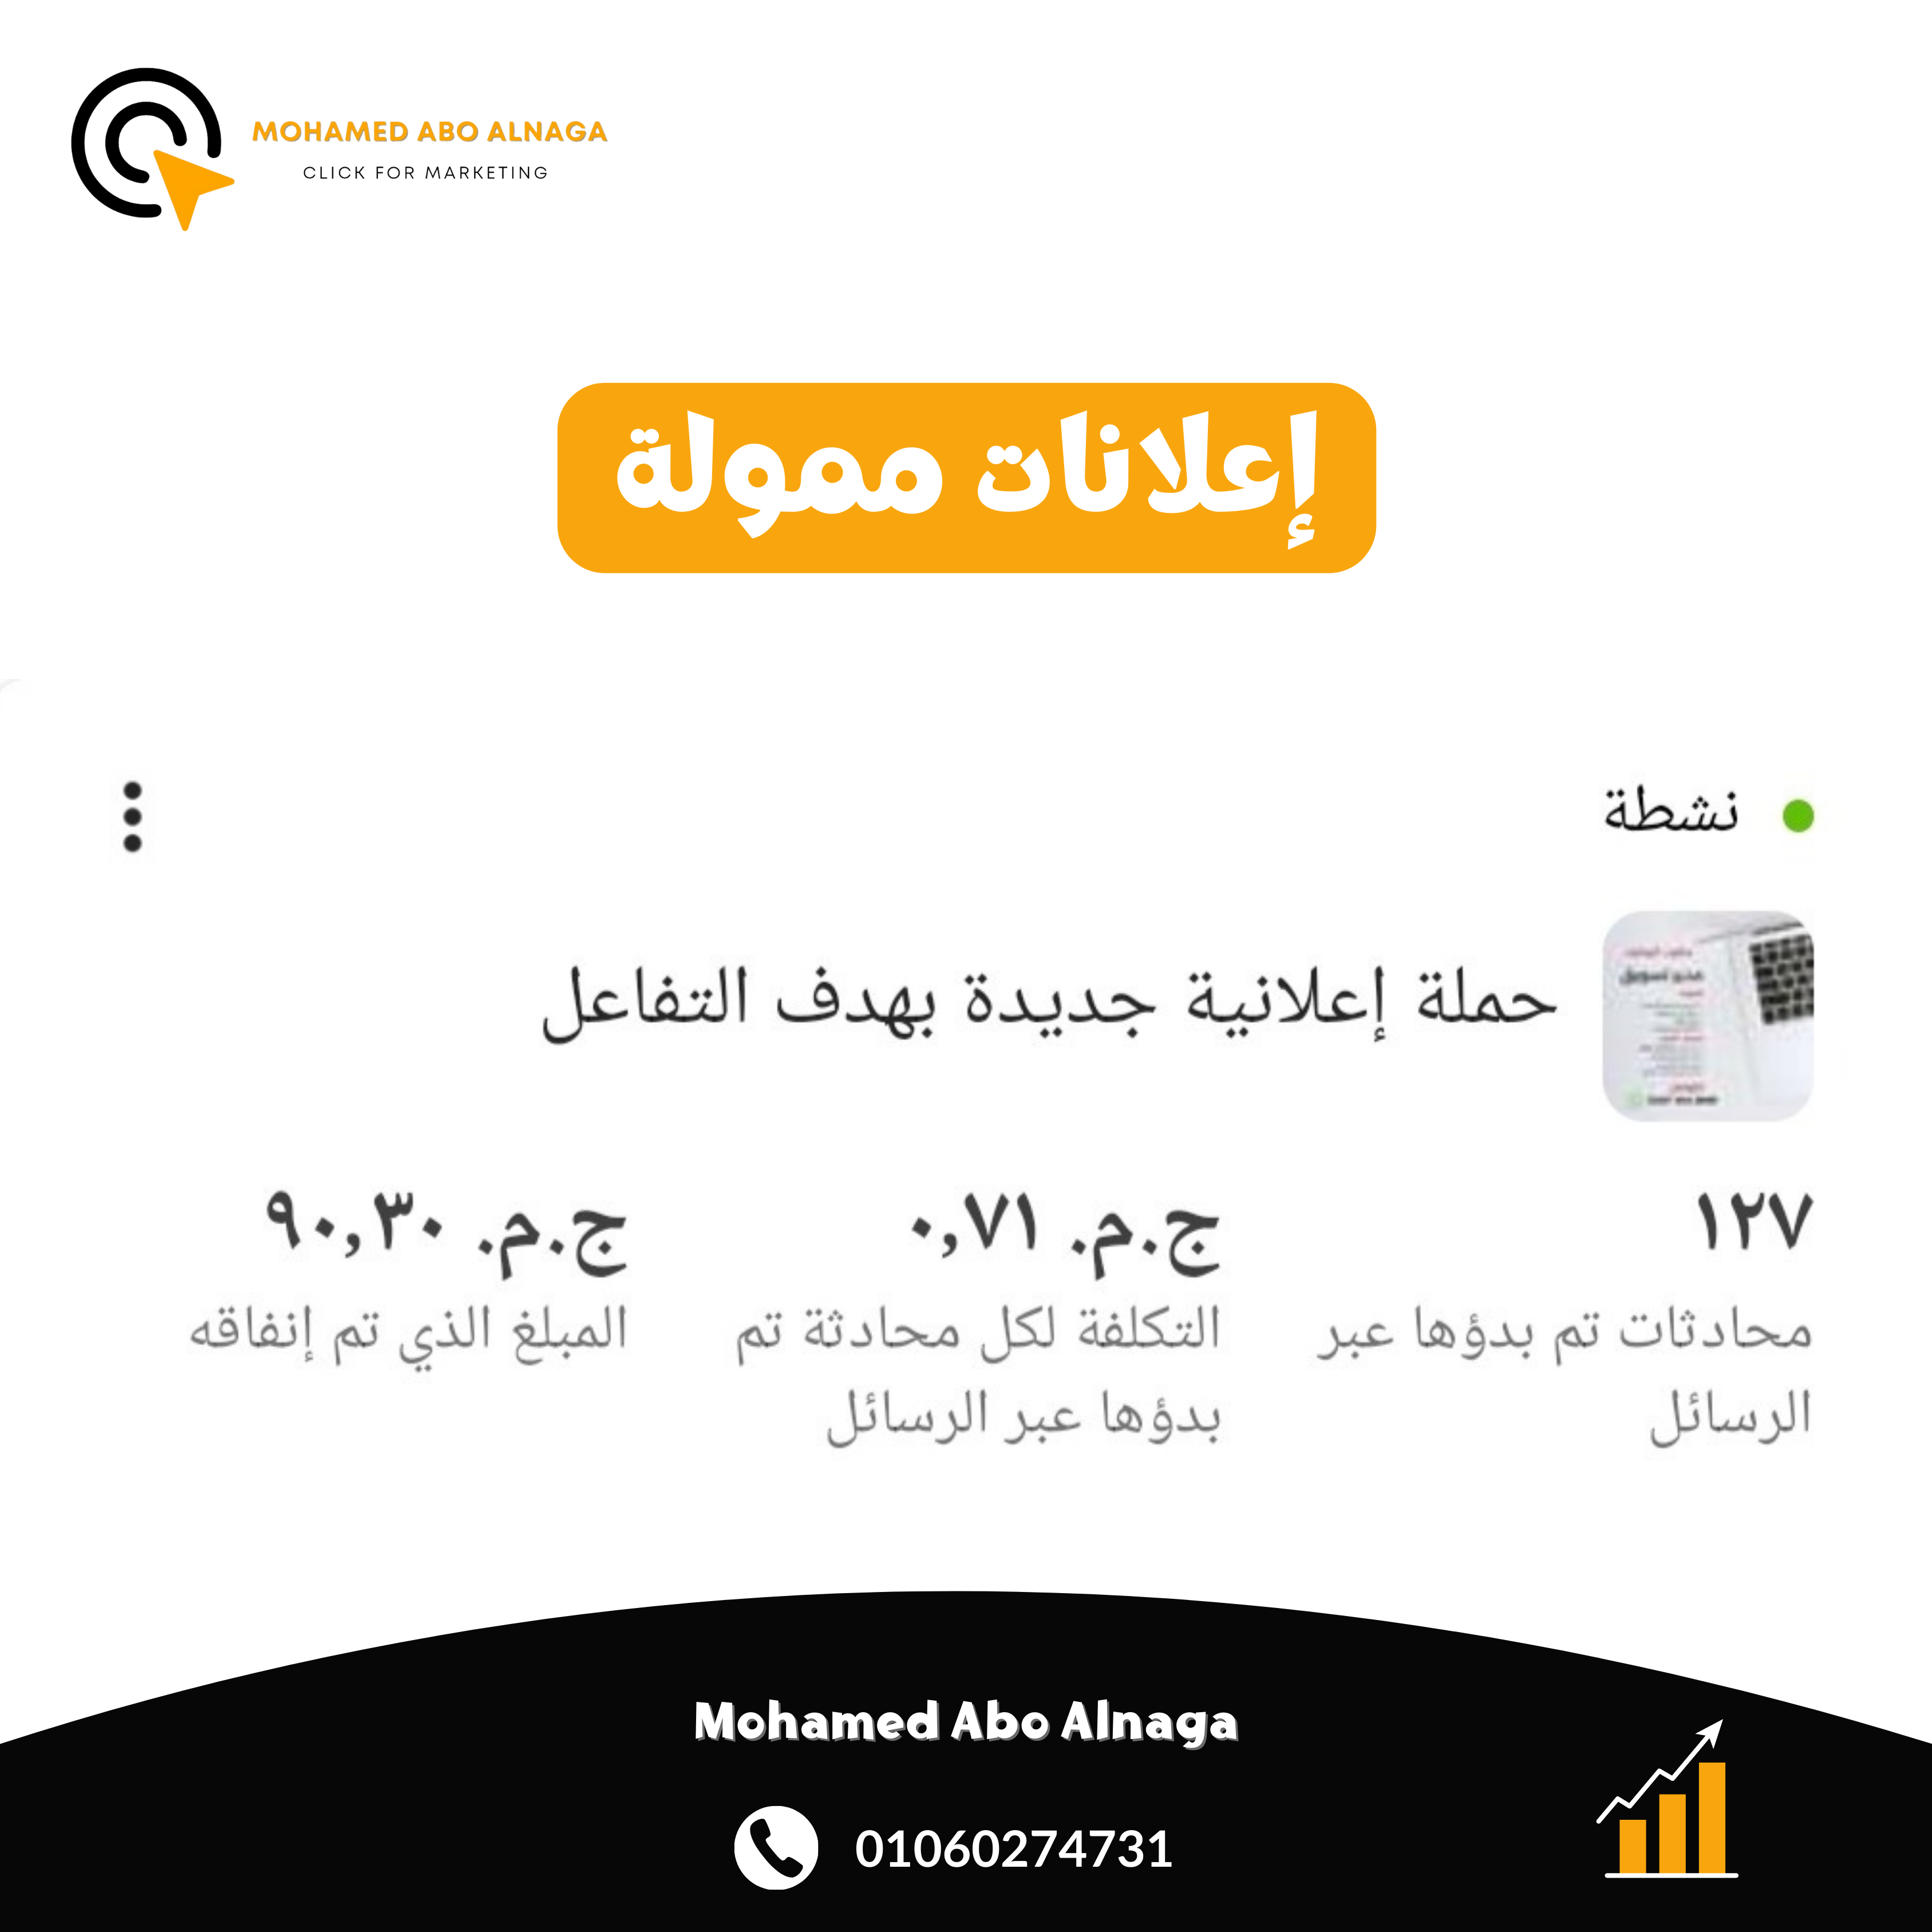 MOHAMED ABO ALNAGA
CLICK FOR MARKETING
إعلانات ممولة
نشطة
حملة إعلانية جديدة بهدف التفاعل
١٢٧
محادثات تم بدؤها عبر
الرسائل
ج.م. ٠,٧١
التكلفة لكل محادثة تم
بدؤها عبر الرسائل
ج.م. ٩٠,٣٠
المبلغ الذي تم إنفاقه
Mohamed Abo Alnaga
01060274731